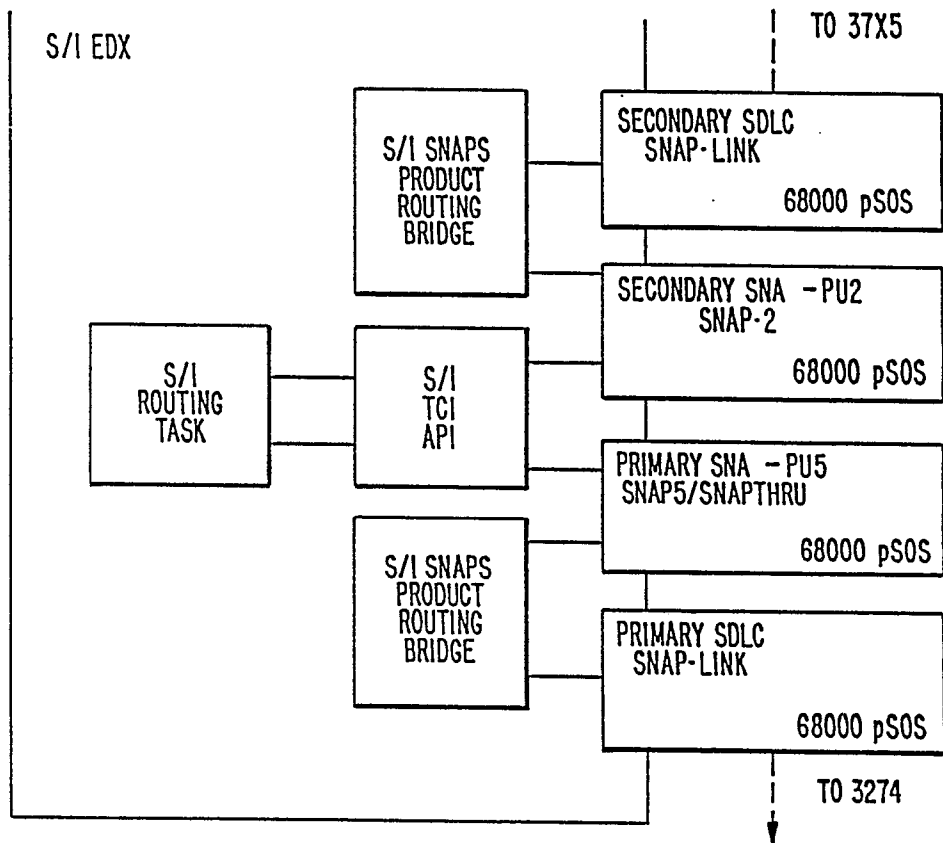 S/I EDX
TO 37X5
SECONDARY SDLC
SNAP-LINK
68000 pSOS
S/I SNAPS
PRODUCT
ROUTING
BRIDGE
SECONDARY SNA -PU2
SNAP-2
68000 pSOS
S/I
ROUTING
TASK
S/I
TCI
API
PRIMARY SNA -PU5
SNAP5/SNAPTHRU
68000 pSOS
S/I SNAPS
PRODUCT
ROUTING
BRIDGE
PRIMARY SDLC
SNAP-LINK
68000 pSOS
TO 3274